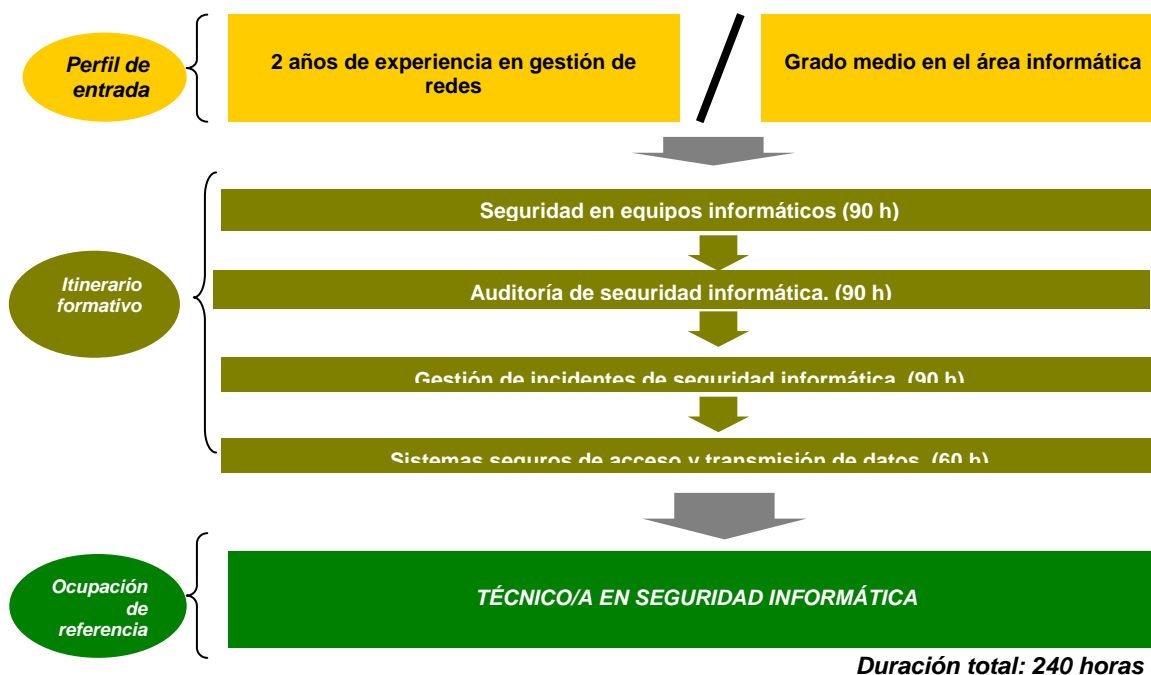 Perfil de
entrada
2 años de experiencia en gestión de
redes
Grado medio en el área informática
Itinerario
formativo
Seguridad en equipos informáticos (90 h)
Auditoría de seguridad informática. (90 h)
Gestión de incidentes de seguridad informática. (90 h)
Sistemas seguros de acceso y transmisión de datos. (60 h)
Ocupación
de
referencia
TÉCNICO/A EN SEGURIDAD INFORMÁTICA
Duración total: 240 horas